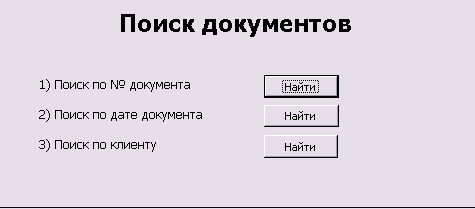 Поиск документов
1) Поиск по № документа Найти
2) Поиск по дате документа Найти
3) Поиск по клиенту Найти